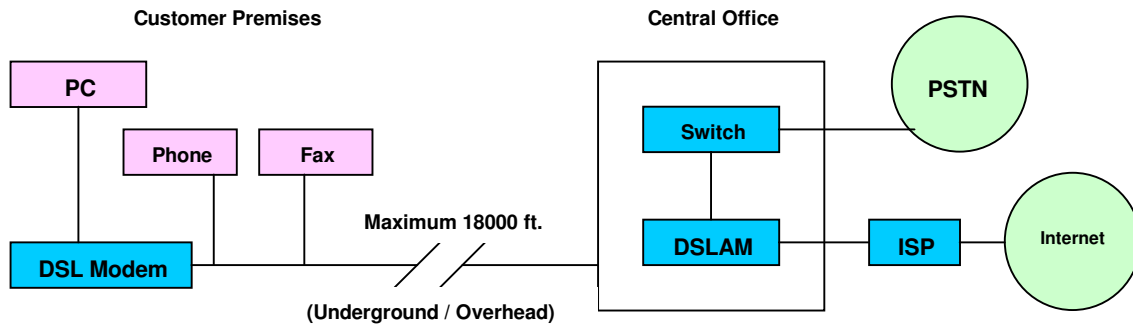 Customer Premises
Central Office
PC
PSTN
Switch
Phone
Fax
Maximum 18000 ft.
DSL Modem
DSLAM
ISP
Internet
(Underground / Overhead)